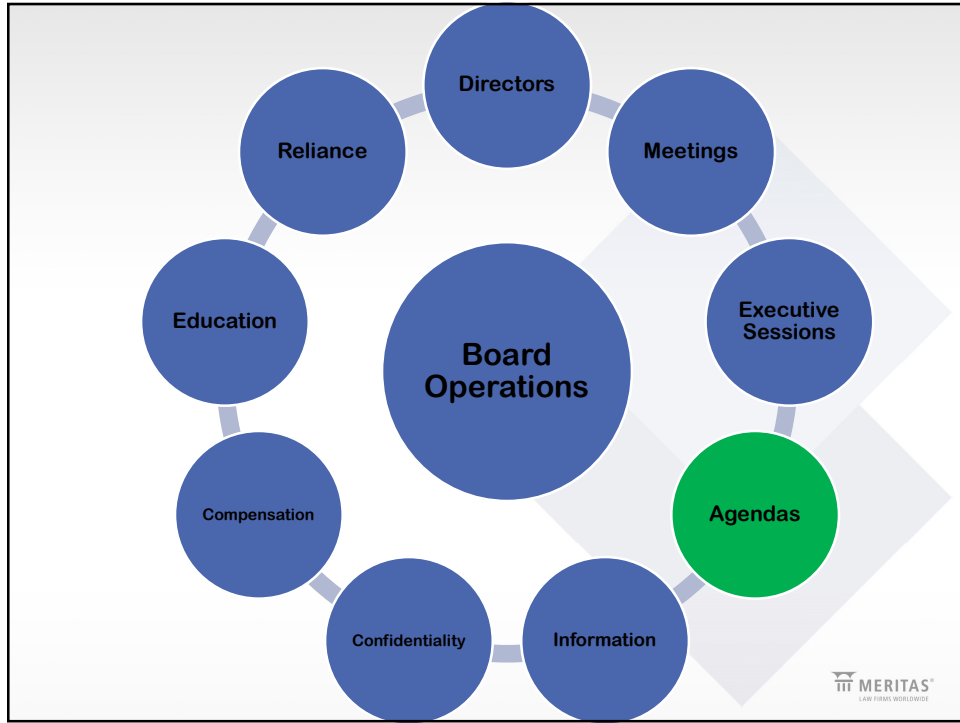 Directors
Meetings
Executive
Sessions
Agendas
Information
Confidentiality
Compensation
Education
Reliance
Board
Operations
MERITAS®
LAW FIRMS WORLDWIDE